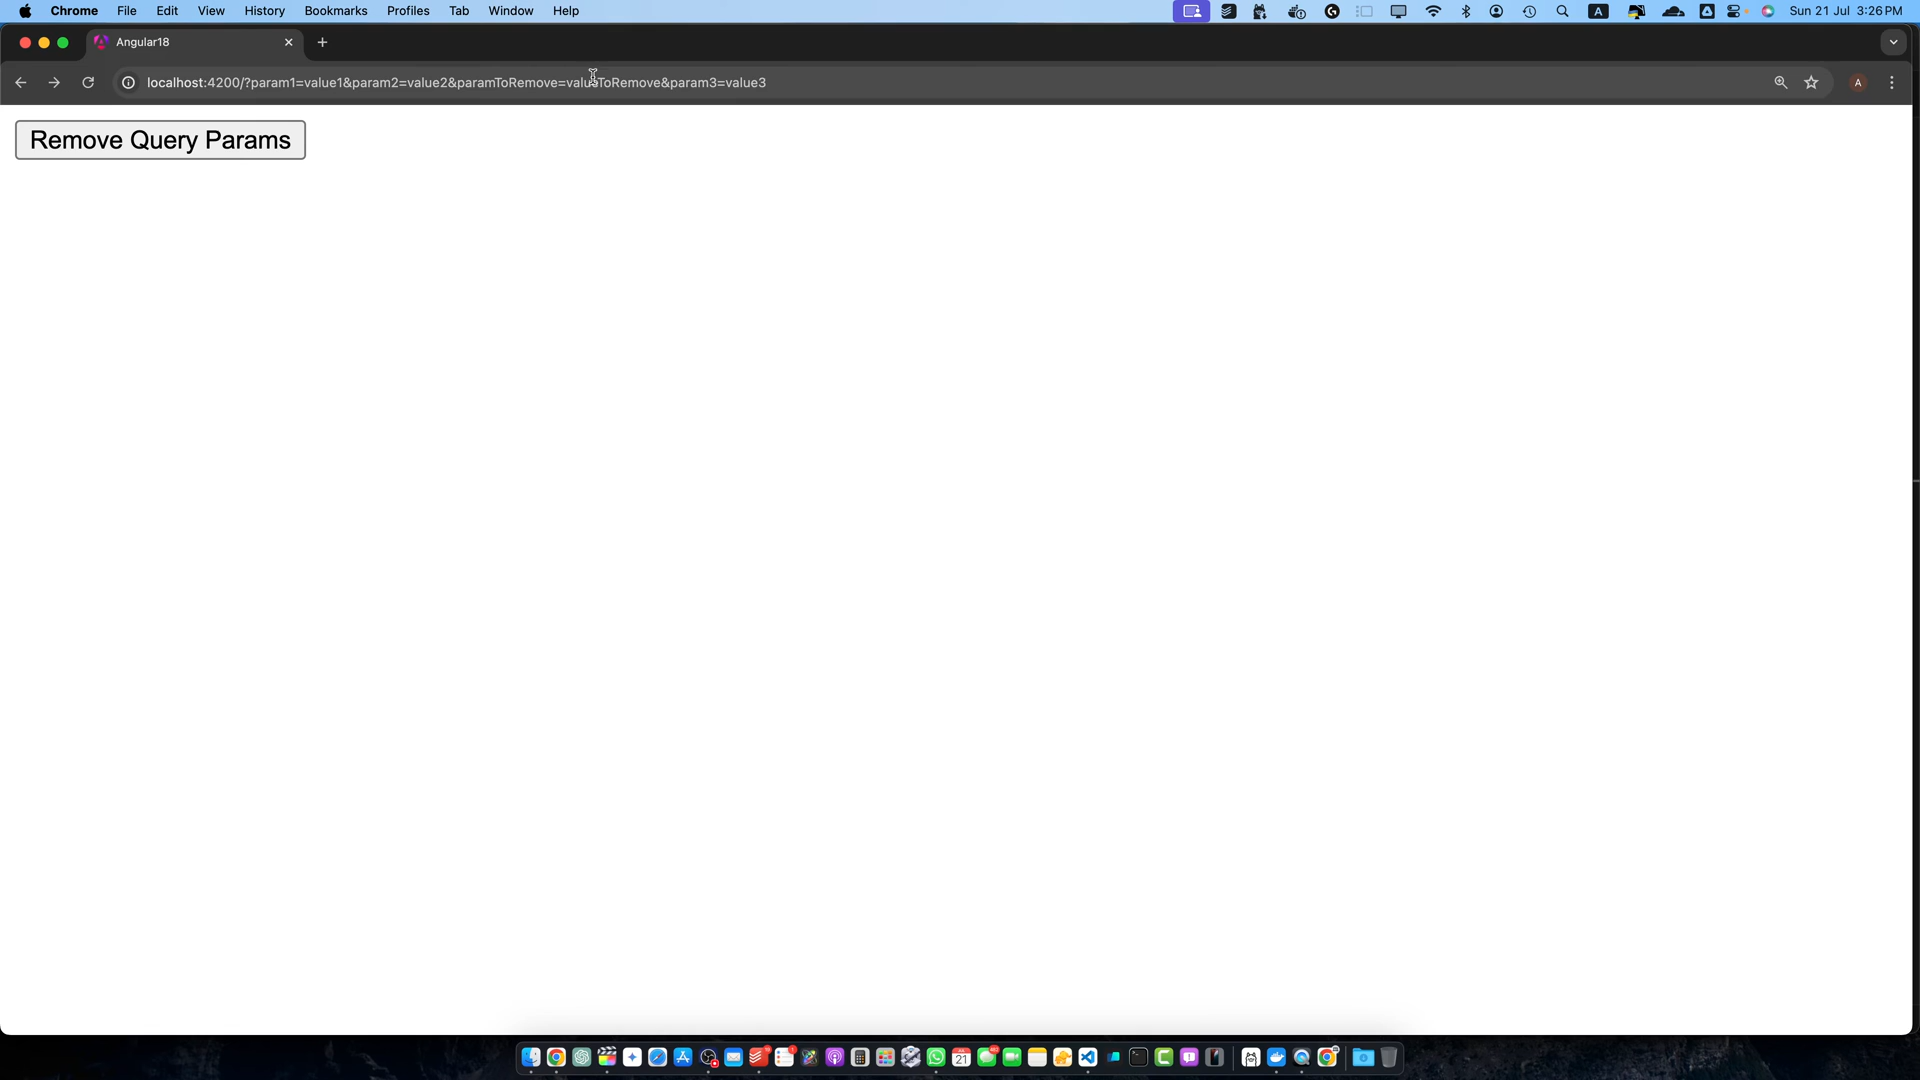 Chrome File Edit View History Bookmarks Profiles Tab Window Help A Sun 21 Jul 3:26 PM
Angular18
localhost:4200/?param1=value1&param2=value2&paramToRemove=valueToRemove&param3=value3 A
Remove Query Params
21